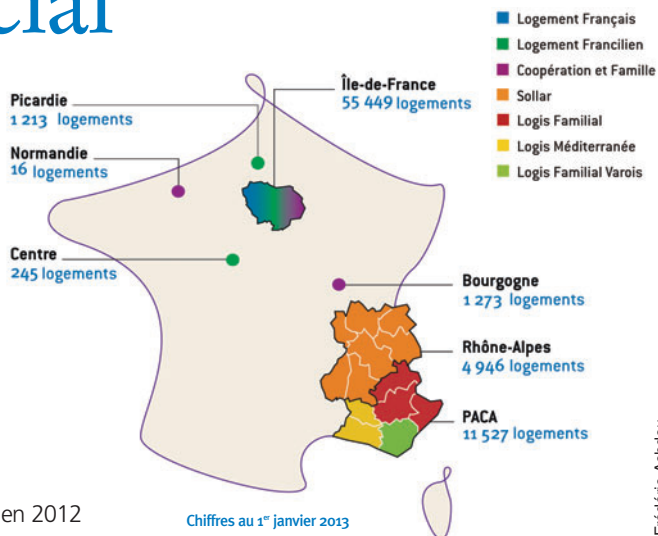 cial
Logement Français
Logement Francilien
Coopération et Famille
Sollar
Logis Familial
Logis Méditerranée
Logis Familial Varois
Île-de-France
55 449 logements
Picardie
1 213 logements
Normandie
16 logements
Centre
245 logements
Bourgogne
1 273 logements
Rhône-Alpes
4 946 logements
PACA
11 527 logements
en 2012
Chiffres au 1er janvier 2013